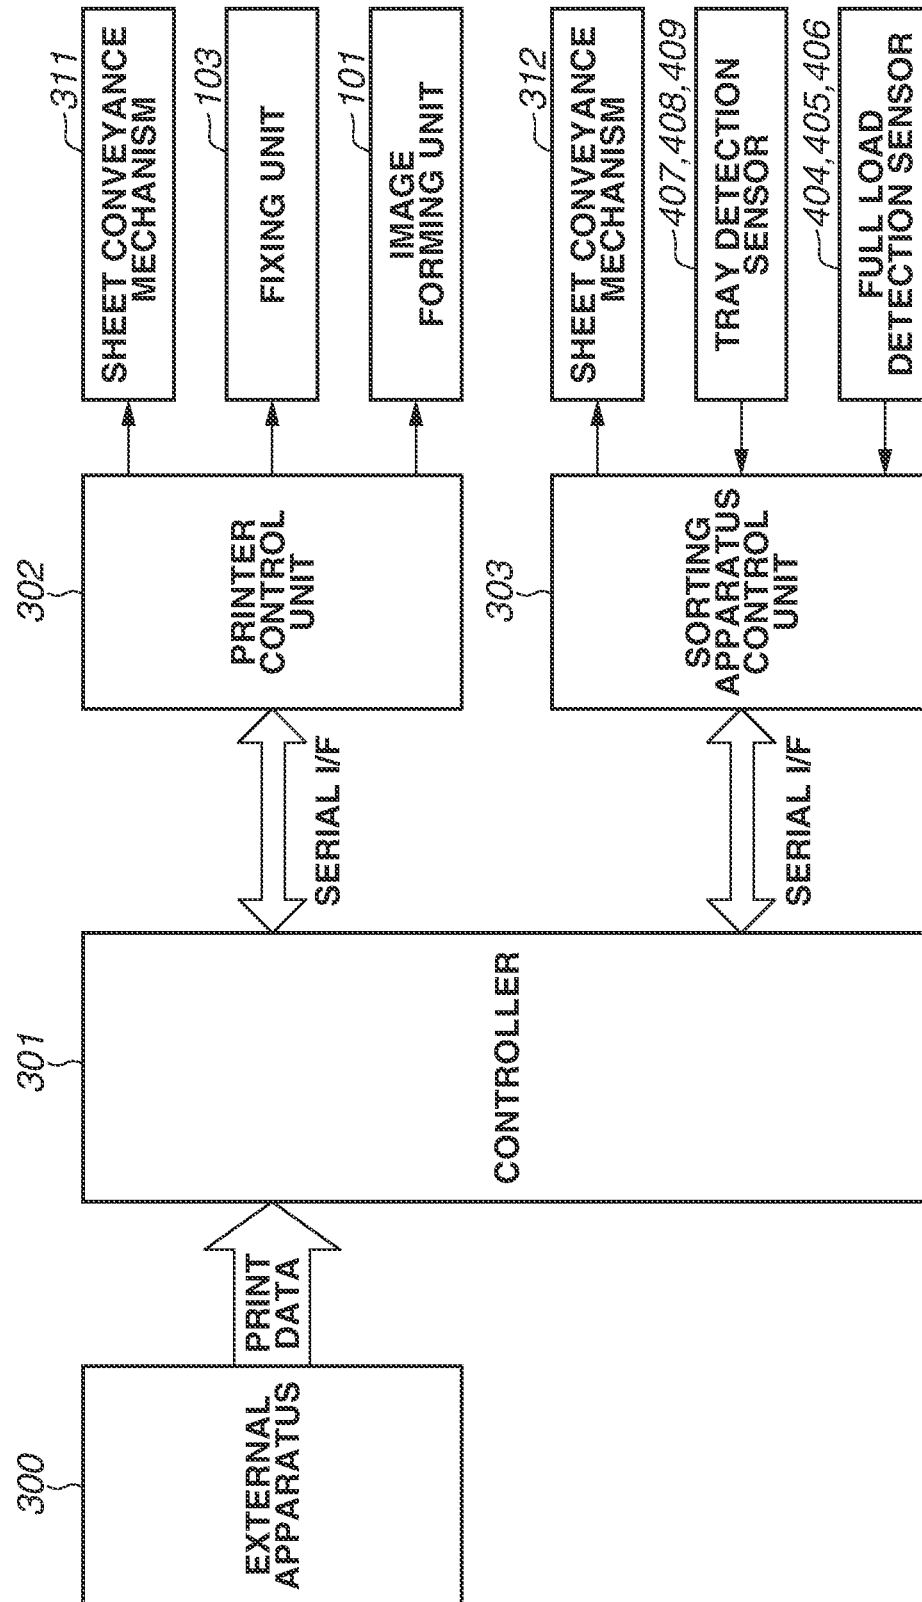 300
EXTERNAL
APPARATUS
PRINT
DATA
301
CONTROLLER
SERIAL I/F
SERIAL I/F
302
PRINTER
CONTROL
UNIT
303
SORTING
APPARATUS
CONTROL
UNIT
311
SHEET CONVEYANCE
MECHANISM
103
FIXING UNIT
101
IMAGE
FORMING UNIT
312
SHEET CONVEYANCE
MECHANISM
407,408,409
TRAY DETECTION
SENSOR
404,405,406
FULL LOAD
DETECTION SENSOR